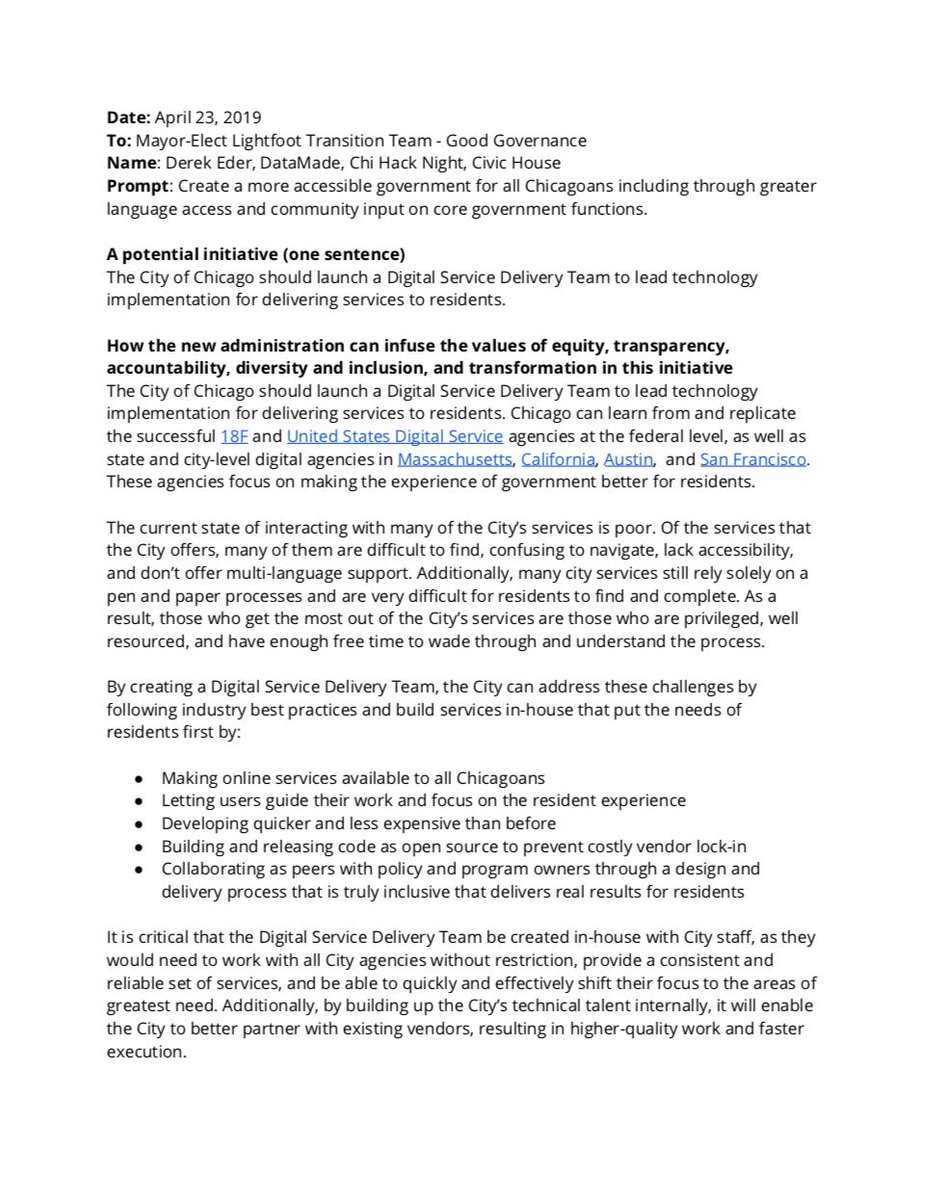 Date: April 23, 2019
To: Mayor-Elect Lightfoot Transition Team - Good Governance
Name: Derek Eder, DataMade, Chi Hack Night, Civic House
Prompt: Create a more accessible government for all Chicagoans including through greater
language access and community input on core government functions.
A potential initiative (one sentence)
The City of Chicago should launch a Digital Service Delivery Team to lead technology
implementation for delivering services to residents.
How the new administration can infuse the values of equity, transparency,
accountability, diversity and inclusion, and transformation in this initiative
The City of Chicago should launch a Digital Service Delivery Team to lead technology
implementation for delivering services to residents. Chicago can learn from and replicate
the successful 18F and United States Digital Service agencies at the federal level, as well as
state and city-level digital agencies in Massachusetts, California, Austin,  and San Francisco.
These agencies focus on making the experience of government better for residents.
The current state of interacting with many of the City’s services is poor. Of the services that
the City offers, many of them are difficult to find, confusing to navigate, lack accessibility,
and don’t offer multi-language support. Additionally, many city services still rely solely on a
pen and paper processes and are very difficult for residents to find and complete. As a
result, those who get the most out of the City’s services are those who are privileged, well
resourced, and have enough free time to wade through and understand the process.
By creating a Digital Service Delivery Team, the City can address these challenges by
following industry best practices and build services in-house that put the needs of
residents first by:
● Making online services available to all Chicagoans
● Letting users guide their work and focus on the resident experience
● Developing quicker and less expensive than before
● Building and releasing code as open source to prevent costly vendor lock-in
● Collaborating as peers with policy and program owners through a design and
delivery process that is truly inclusive that delivers real results for residents
It is critical that the Digital Service Delivery Team be created in-house with City staff, as they
would need to work with all City agencies without restriction, provide a consistent and
reliable set of services, and be able to quickly and effectively shift their focus to the areas of
greatest need. Additionally, by building up the City’s technical talent internally, it will enable
the City to better partner with existing vendors, resulting in higher-quality work and faster
execution.